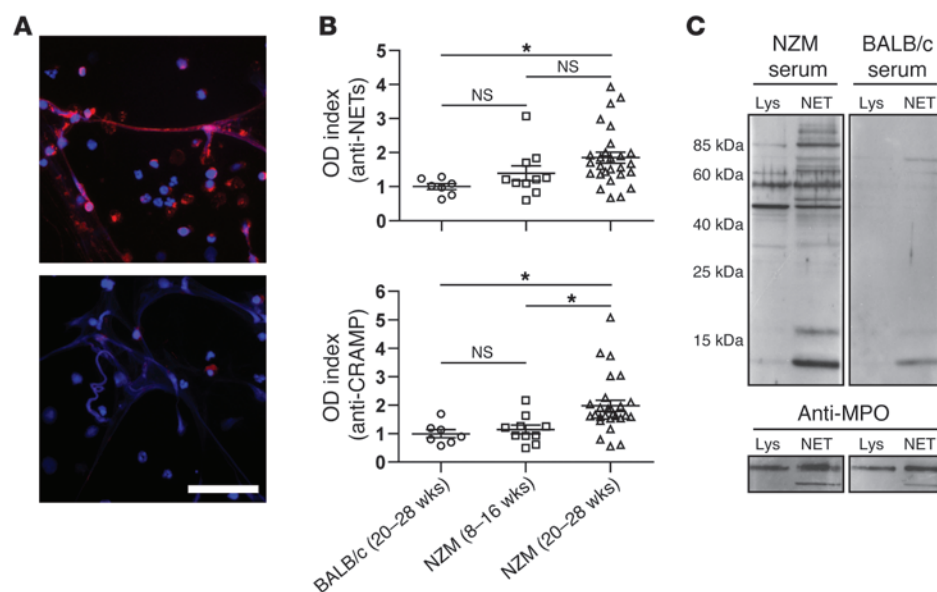 A
B
*
NS
NS
OD index
(anti-NETs)
5
4
3
2
1
0
*
*
NS
OD index
(anti-CRAMP)
6
5
4
3
2
1
0
BALB/c (20–28 wks)
NZM (8–16 wks)
NZM (20–28 wks)
C
NZM
serum
BALB/c
serum
Lys NET Lys NET
85 kDa
60 kDa
40 kDa
25 kDa
15 kDa
Anti-MPO
Lys NET Lys NET